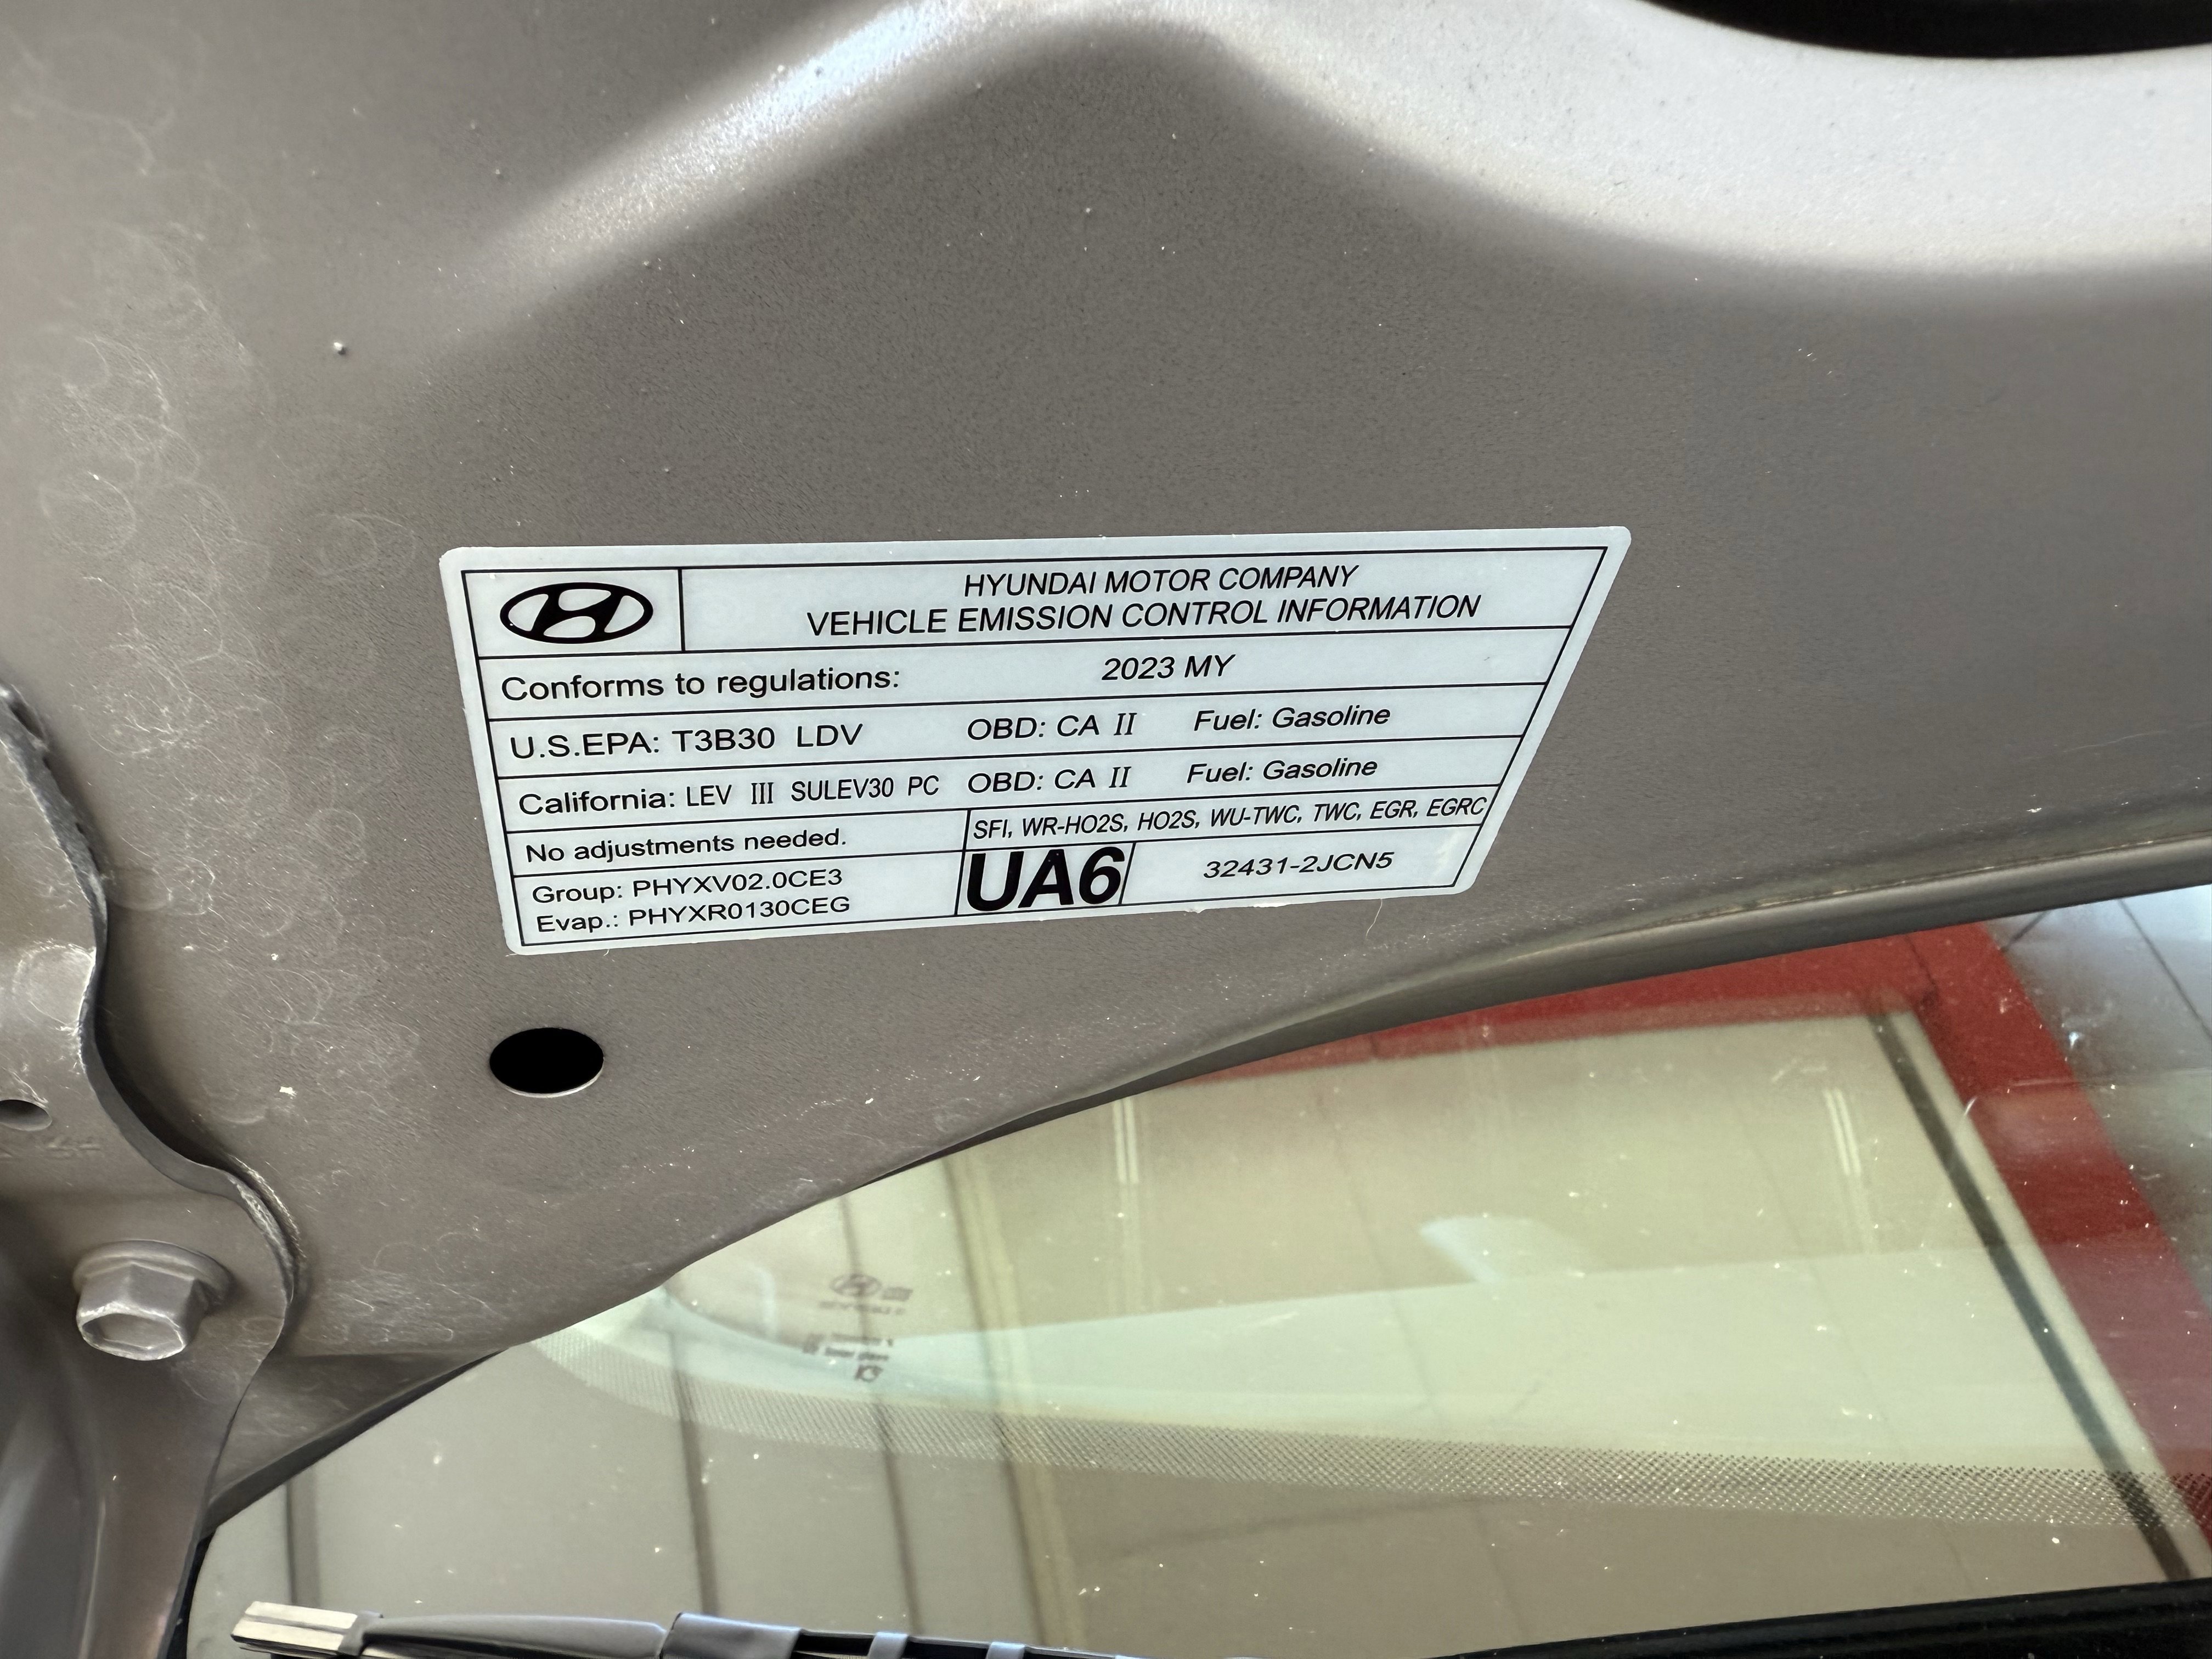 HYUNDAI MOTOR COMPANY
VEHICLE EMISSION CONTROL INFORMATION
Conforms to regulations: 2023 MY
U.S.EPA: T3B30 LDV OBD: CA II Fuel: Gasoline
California: LEV III SULEV30 PC OBD: CA II Fuel: Gasoline
No adjustments needed. SFI, WR-HO2S, HO2S, WU-TWC, TWC, EGR, EGRC
Group: PHYXV02.0CE3
Evap.: PHYXR0130CEG
UA6
32431-2JCN5